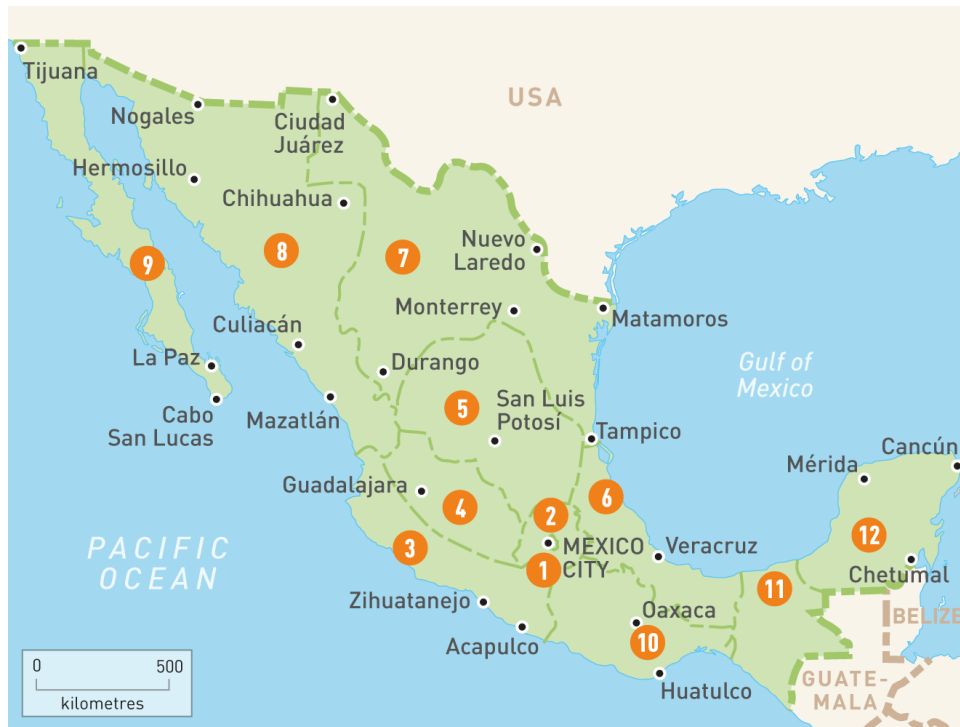 USA
Tijuana
Nogales
Ciudad
Juárez
Hermosillo
Chihuahua
Nuevo
Laredo
9
8
7
Monterrey
Matamoros
Culiacán
La Paz
Durango
Gulf of
Mexico
Cabo
San Lucas
Mazatlán
5
San Luis
Potosí
Tampico
Cancún
Mérida
Guadalajara
4
6
2
3
12
PACIFIC
OCEAN
MEXICO
CITY
1
Veracruz
Chetumal
11
Zihuatanejo
Oaxaca
BELIZE
Acapulco
10
Huatulco
GUATE-
MALA
0 500
kilometres